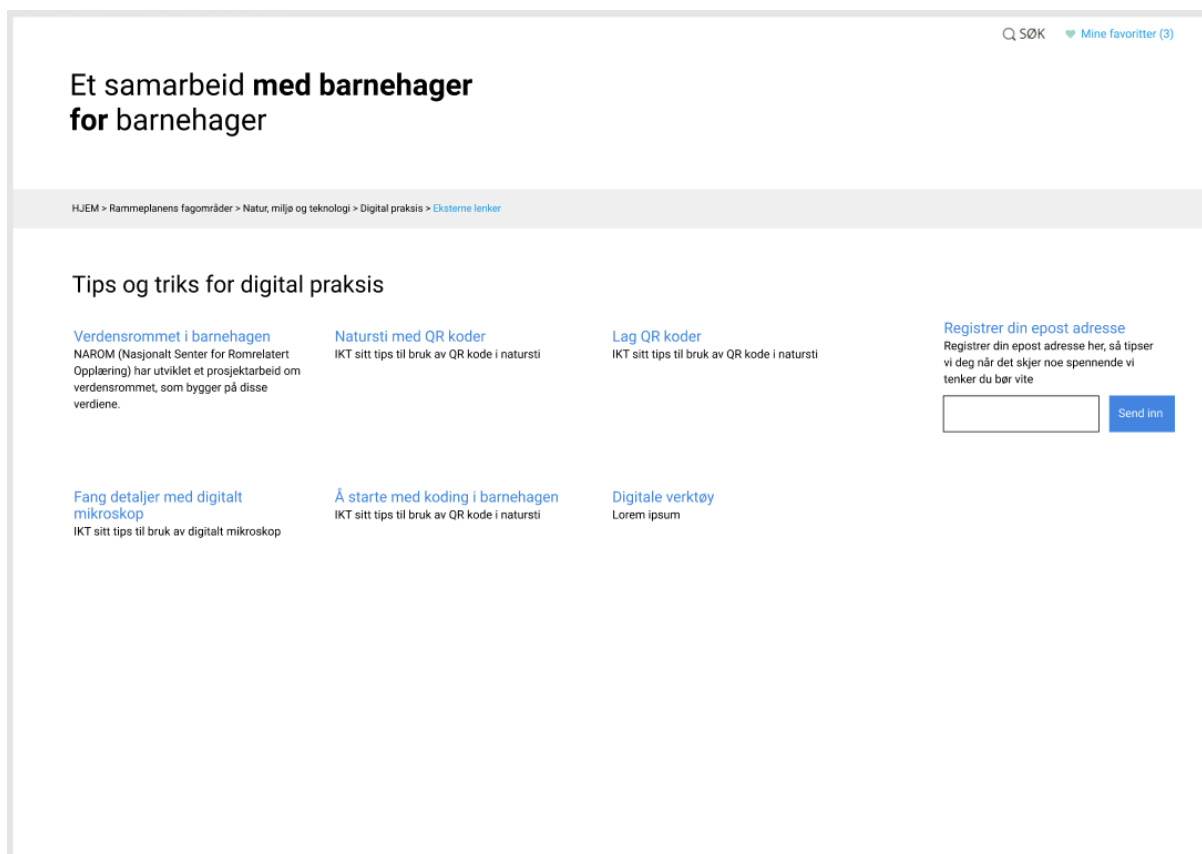 SØK
Mine favoritter (3)
Et samarbeid med barnehager
for barnehager
HJEM > Rammeplanens fagområder > Natur, miljø og teknologi > Digital praksis > Eksterne lenker
Tips og triks for digital praksis
Verdensrommet i barnehagen
NAROM (Nasjonalt Senter for Romrelatert
Opplæring) har utviklet et prosjektarbeid om
verdensrommet, som bygger på disse
verdiene.
Natursti med QR koder
IKT sitt tips til bruk av QR kode i natursti
Lag QR koder
IKT sitt tips til bruk av QR kode i natursti
Registrer din epost adresse
Registrer din epost adresse her, så tipser
vi deg når det skjer noe spennende vi
tenker du bør vite
Send inn
Fang detaljer med digitalt
mikroskop
IKT sitt tips til bruk av digitalt mikroskop
Å starte med koding i barnehagen
IKT sitt tips til bruk av QR kode i natursti
Digitale verktøy
Lorem ipsum